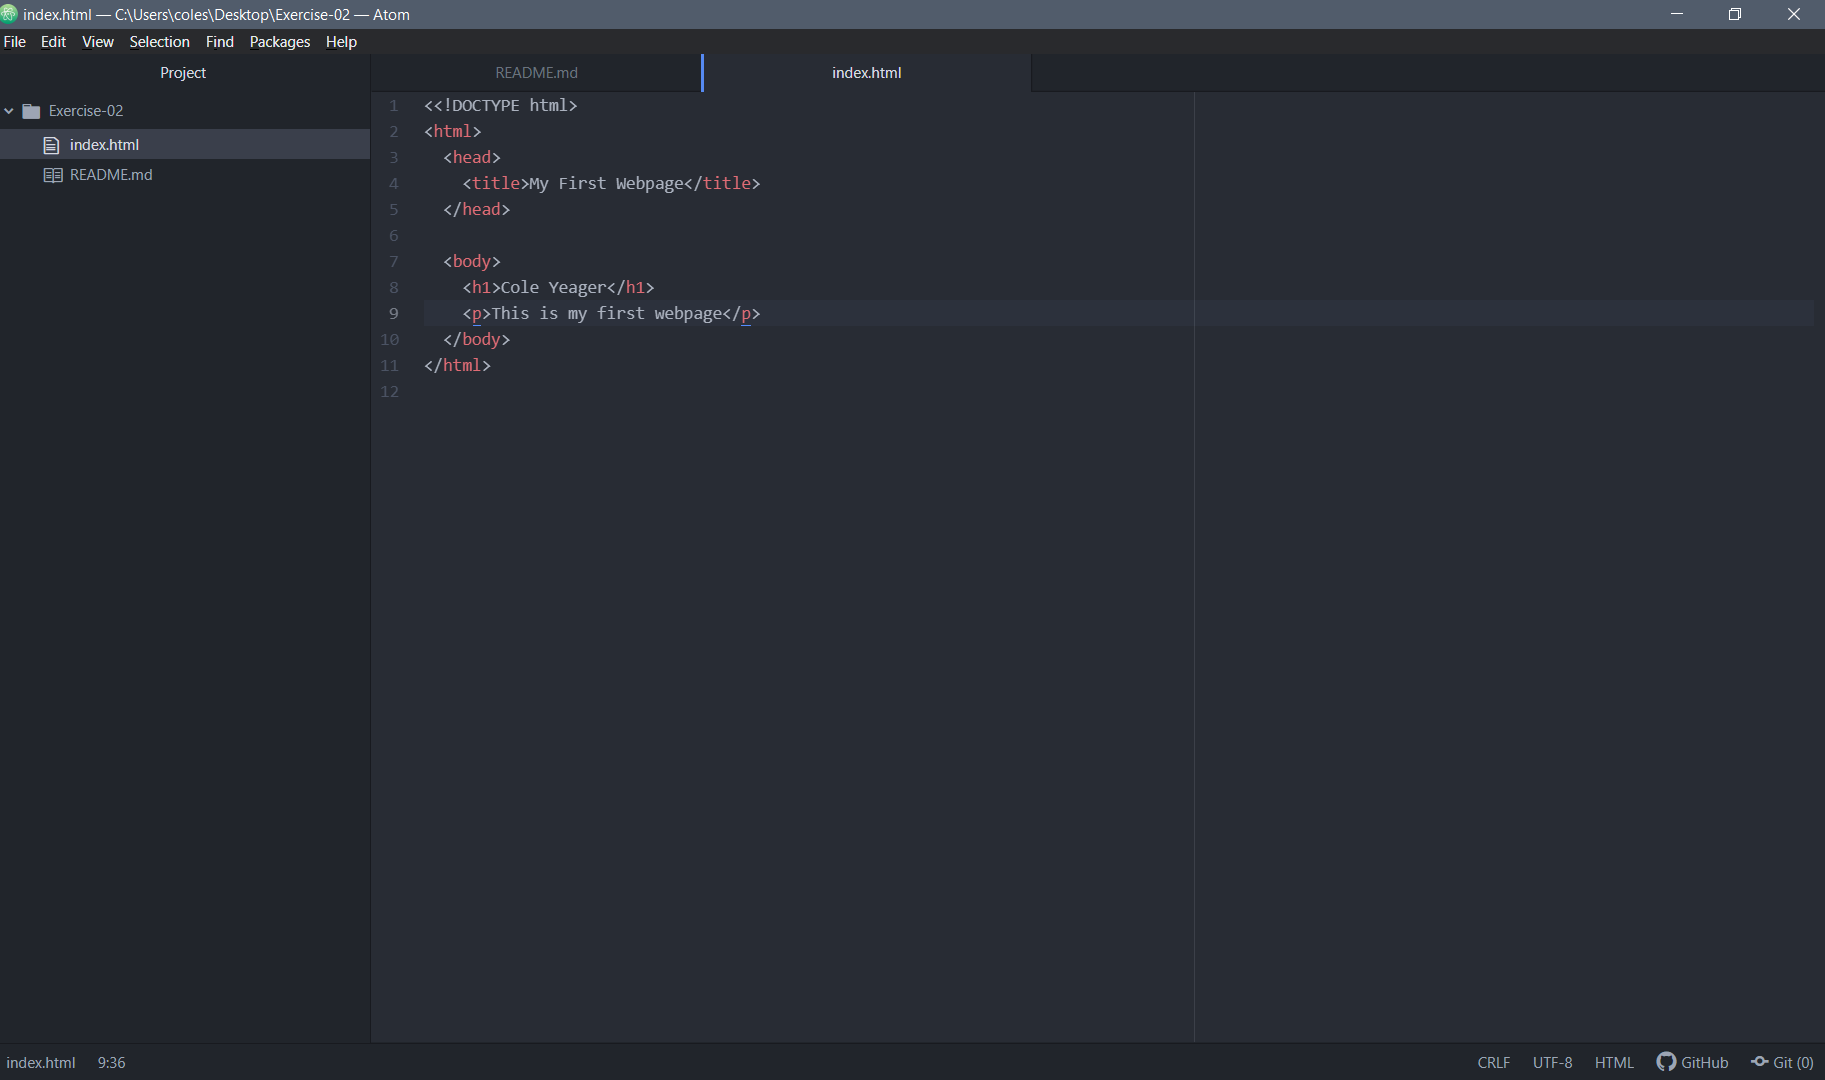 index.html — C:\Users\coles\Desktop\Exercise-02 — Atom
File Edit View Selection Find Packages Help
Project
Exercise-02
index.html
README.md
README.md index.html
1 <<!DOCTYPE html>
2 <html>
3   <head>
4     <title>My First Webpage</title>
5   </head>
6
7   <body>
8     <h1>Cole Yeager</h1>
9     <p>This is my first webpage</p>
10   </body>
11 </html>
12
index.html 9:36 CRLF UTF-8 HTML GitHub Git (0)